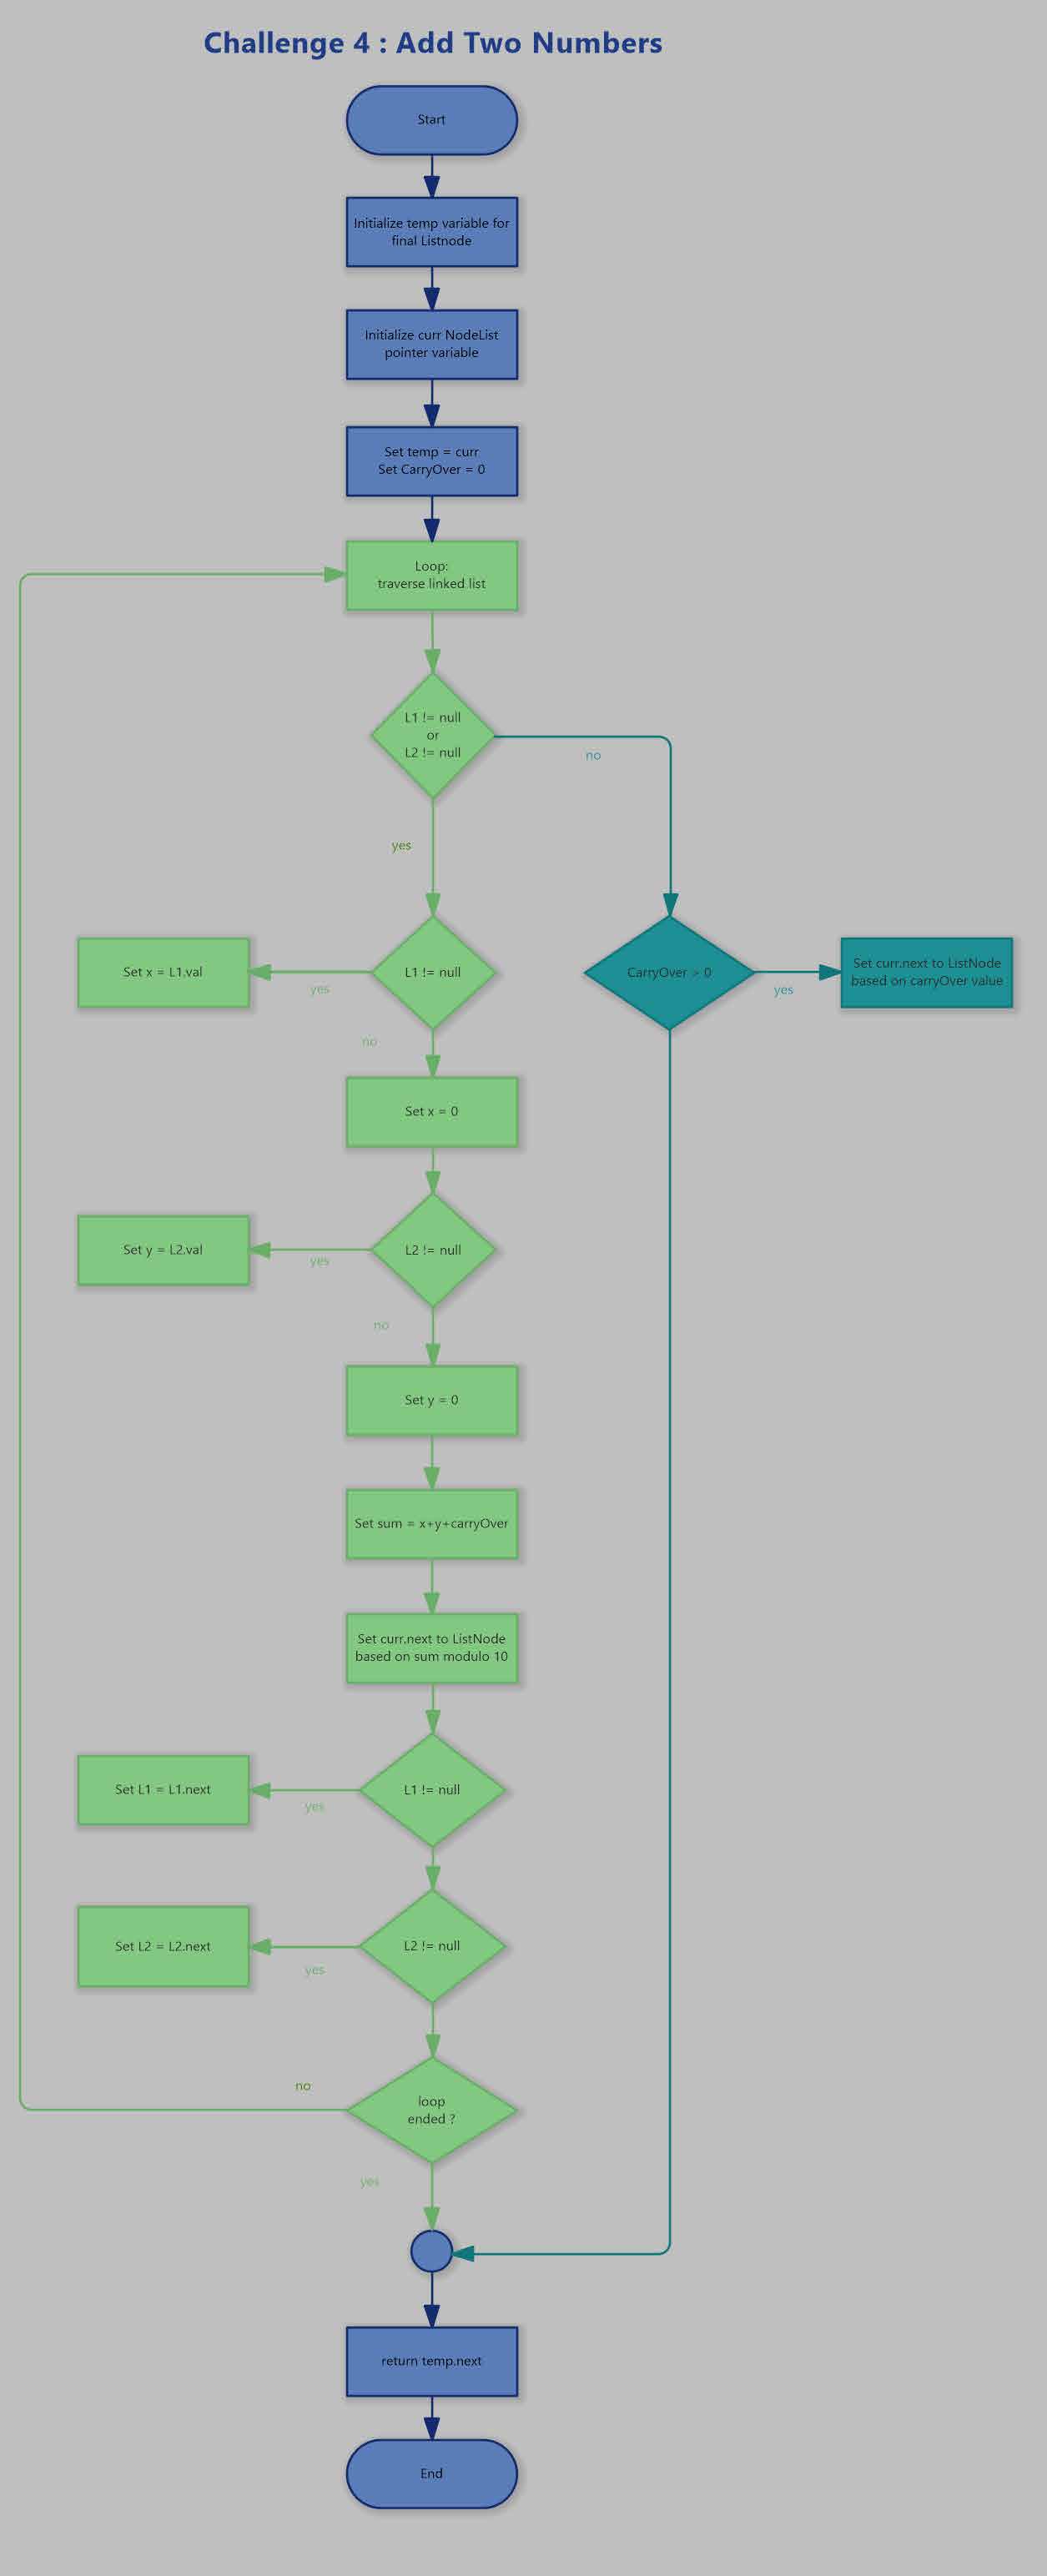 Challenge 4 : Add Two Numbers
Start
Initialize temp variable for
final Listnode
Initialize curr NodeList
pointer variable
Set temp = curr
Set CarryOver = 0
Loop:
traverse linked list
L1 != null
or
L2 != null
no
yes
Set x = L1.val
yes
L1 != null
CarryOver > 0
yes
Set curr.next to ListNode
based on carryOver value
no
Set x = 0
Set y = L2.val
yes
L2 != null
no
Set y = 0
Set sum = x+y+carryOver
Set curr.next to ListNode
based on sum modulo 10
Set L1 = L1.next
yes
L1 != null
Set L2 = L2.next
yes
L2 != null
no
loop
ended ?
yes
return temp.next
End